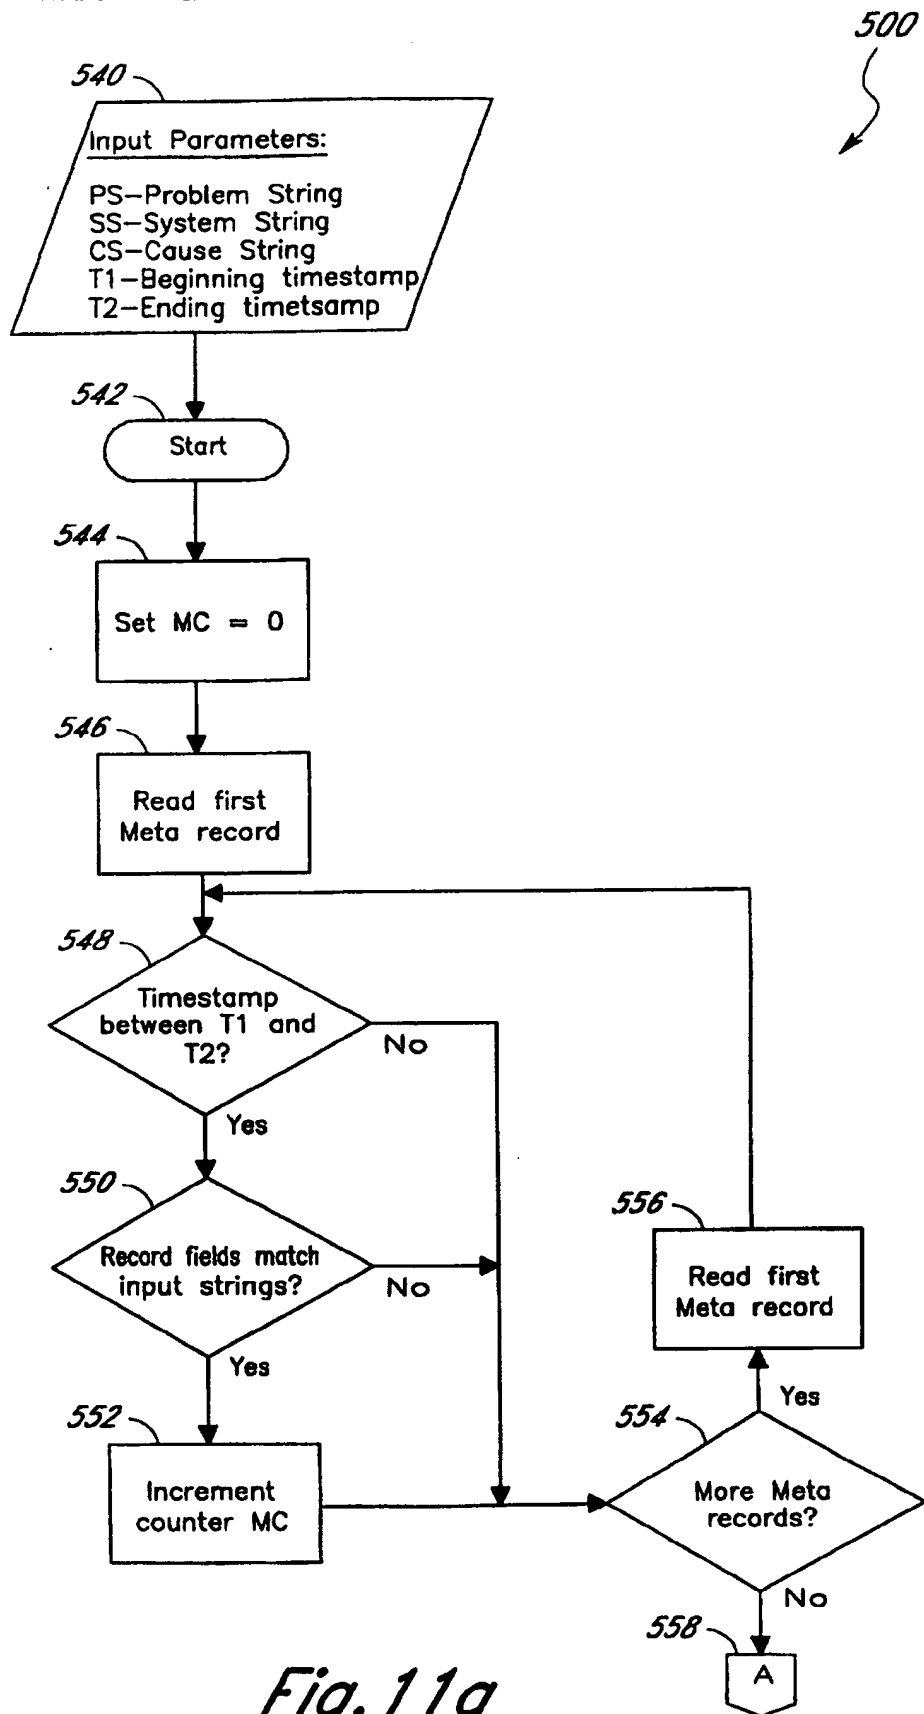 500
540
Input Parameters:
PS-Problem String
SS-System String
CS-Cause String
T1-Beginning timestamp
T2-Ending timetsamp
542
Start
544
Set MC = 0
546
Read first
Meta record
548
Timestamp
between T1 and
T2?
No
Yes
550
Record fields match
input strings?
No
Yes
552
Increment
counter MC
556
Read first
Meta record
Yes
554
More Meta
records?
No
558
A
Fig. 11a